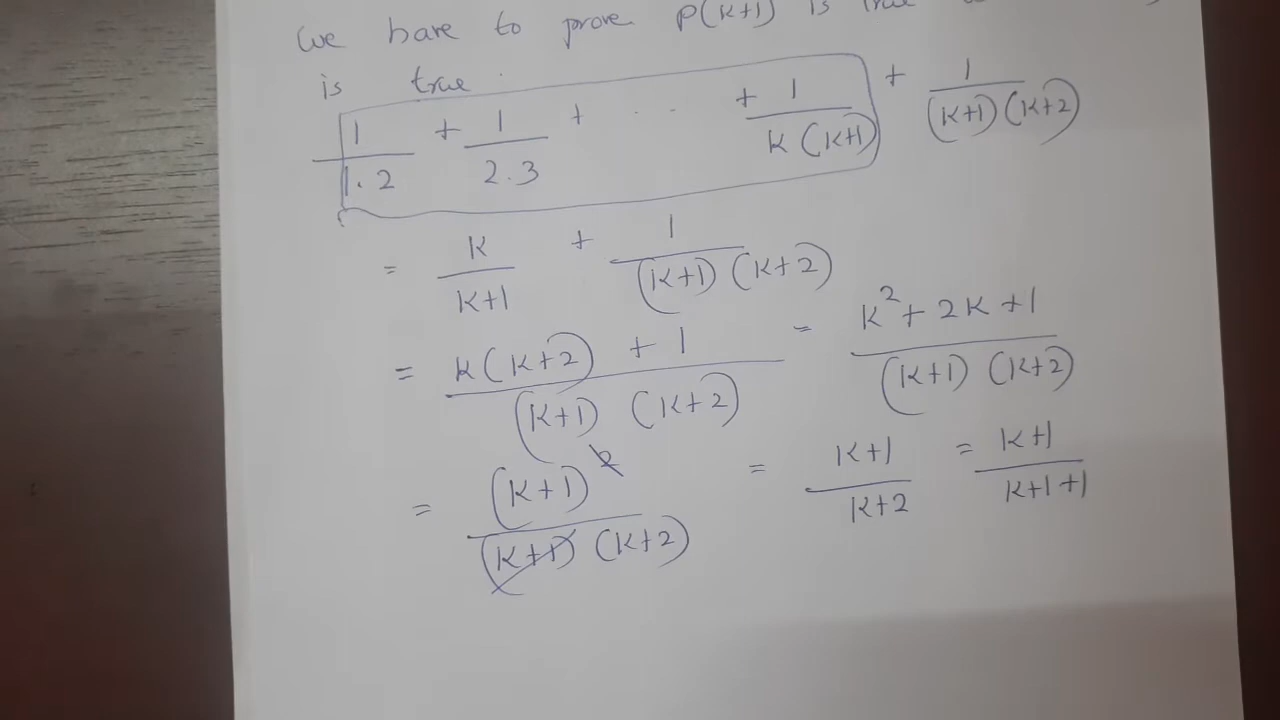 We have to prove P(k+1) is true
is true.
1/1.2 + 1/2.3 + . . . + 1/k(k+1) + 1/(k+1)(k+2)
= k/k+1 + 1/(k+1)(k+2)
= k(k+2) + 1/(k+1)(k+2) = k²+2k+1/(k+1)(k+2)
= (k+1)²/(k+1)(k+2) = k+1/k+2 = k+1/k+1+1